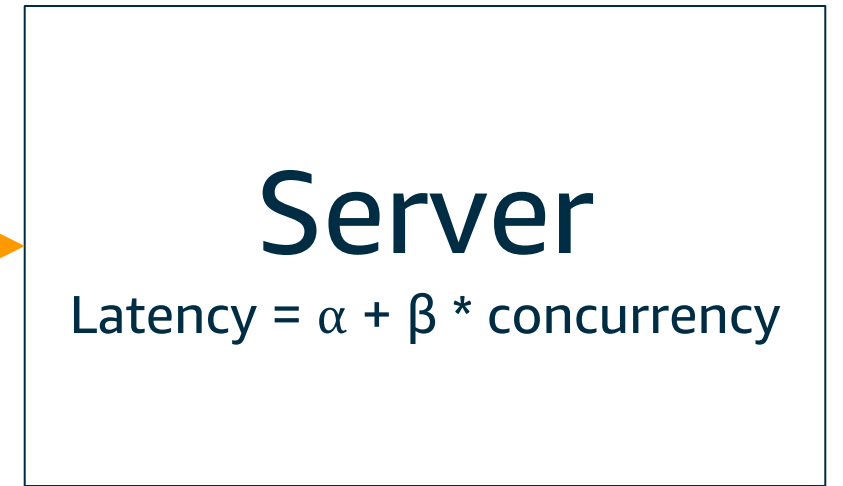 Server
Latency = α + β * concurrency